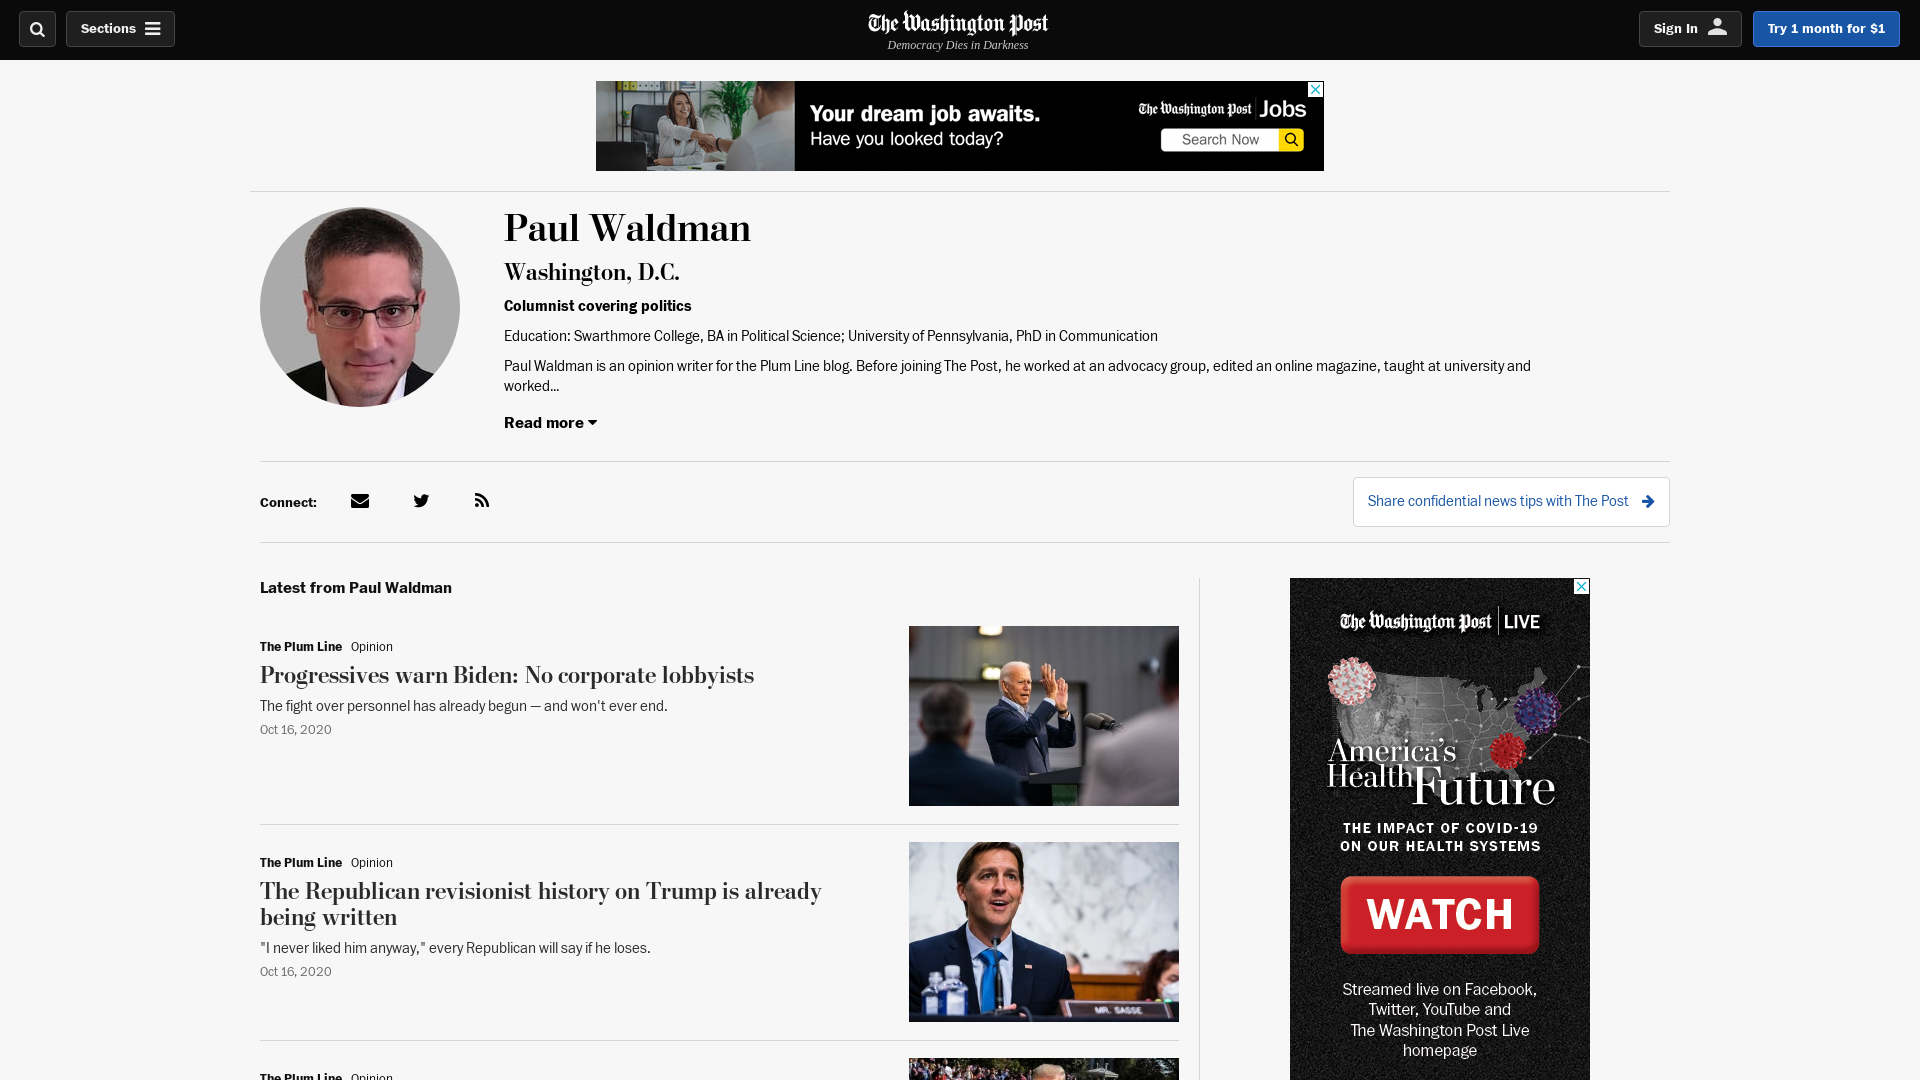 Sections
The Washington Post
Democracy Dies in Darkness
Sign In
Try 1 month for $1
Your dream job awaits.
Have you looked today?
The Washington Post Jobs
Search Now
Paul Waldman
Washington, D.C.
Columnist covering politics
Education: Swarthmore College, BA in Political Science; University of Pennsylvania, PhD in Communication
Paul Waldman is an opinion writer for the Plum Line blog. Before joining The Post, he worked at an advocacy group, edited an online magazine, taught at university and
worked...
Read more
Connect:
Share confidential news tips with The Post
Latest from Paul Waldman
The Plum Line Opinion
Progressives warn Biden: No corporate lobbyists
The fight over personnel has already begun — and won't ever end.
Oct 16, 2020
The Plum Line Opinion
The Republican revisionist history on Trump is already
being written
"I never liked him anyway," every Republican will say if he loses.
Oct 16, 2020
MR. SASSE
The Plum Line Opinion
The Washington Post LIVE
America's
Health
Future
THE IMPACT OF COVID-19
ON OUR HEALTH SYSTEMS
WATCH
Streamed live on Facebook,
Twitter, YouTube and
The Washington Post Live
homepage